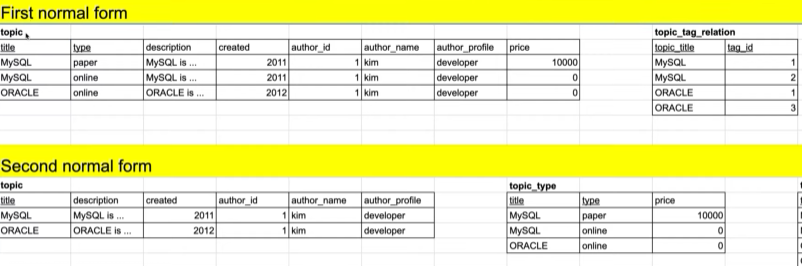 First normal form
topic topic_tag_relation
title type description created author_id author_name author_profile price topic_title tag_id
MySQL paper MySQL is ... 2011 1 kim developer 10000 MySQL 1
MySQL online MySQL is ... 2011 1 kim developer 0 MySQL 2
ORACLE online ORACLE is ... 2012 1 kim developer 0 ORACLE 1
ORACLE 3
Second normal form
topic topic_type
title description created author_id author_name author_profile title type price
MySQL MySQL is ... 2011 1 kim developer MySQL paper 10000
ORACLE ORACLE is ... 2012 1 kim developer MySQL online 0
ORACLE online 0